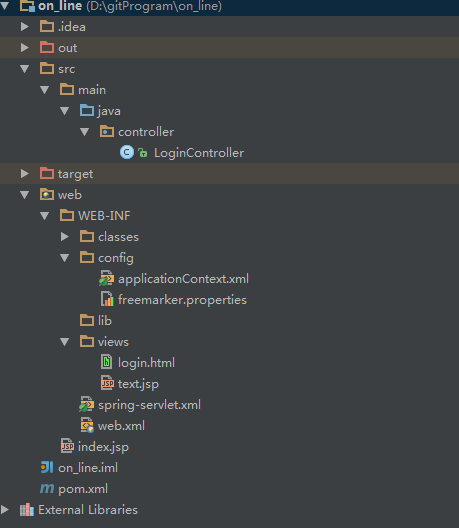 on_line (D:\gitProgram\on_line)
.idea
out
src
main
java
controller
LoginController
target
web
WEB-INF
classes
config
applicationContext.xml
freemarker.properties
lib
views
login.html
text.jsp
spring-servlet.xml
web.xml
index.jsp
on_line.iml
pom.xml
External Libraries